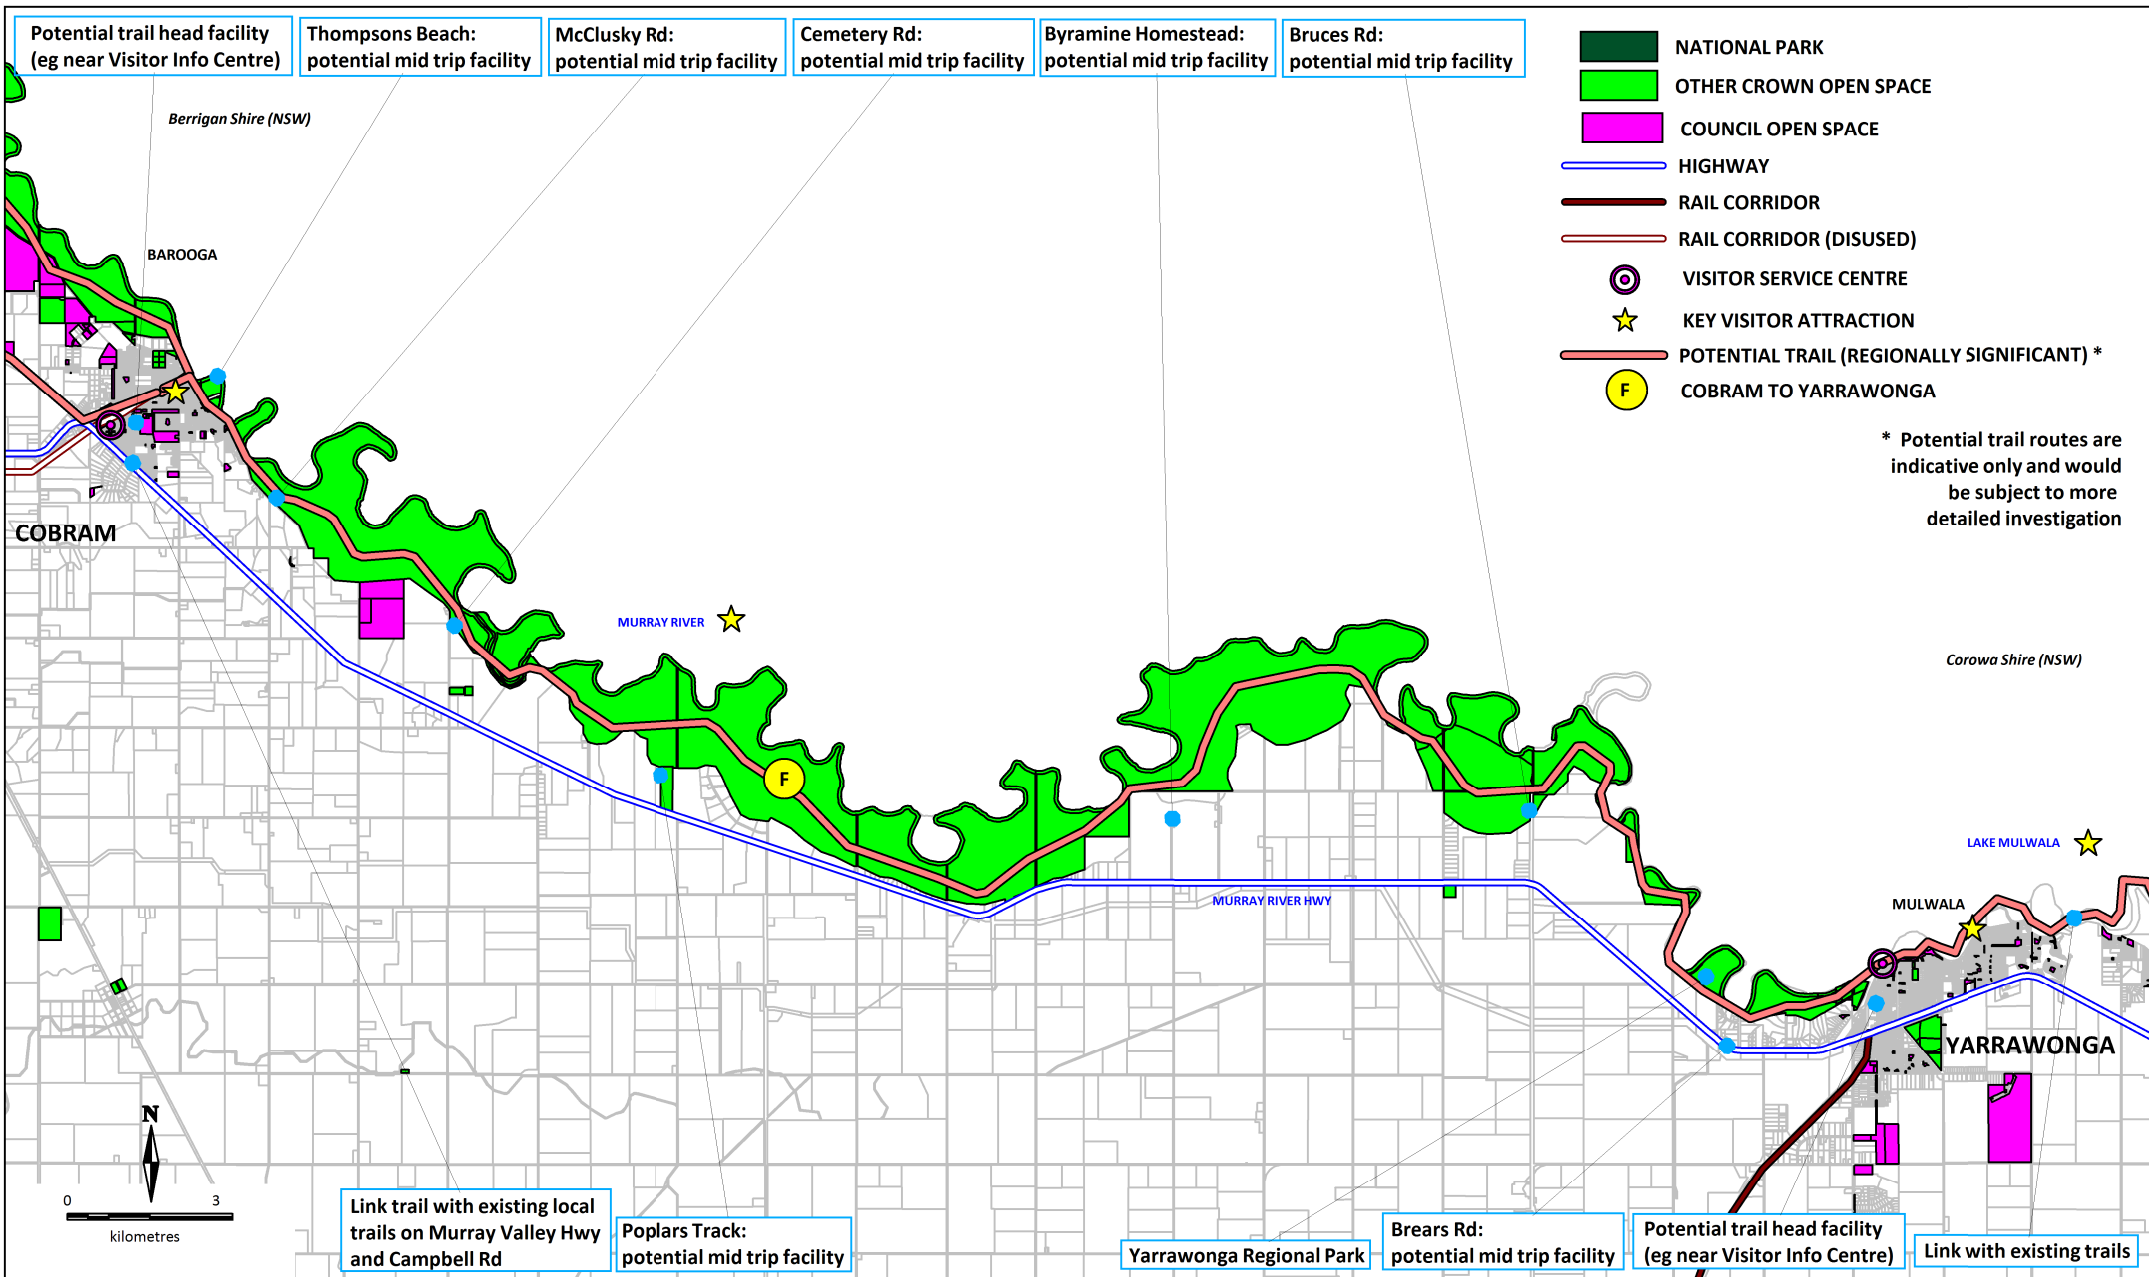 Potential trail head facility
(eg near Visitor Info Centre)
Thompsons Beach:
potential mid trip facility
McClusky Rd:
potential mid trip facility
Cemetery Rd:
potential mid trip facility
Byramine Homestead:
potential mid trip facility
Bruces Rd:
potential mid trip facility
NATIONAL PARK
OTHER CROWN OPEN SPACE
COUNCIL OPEN SPACE
HIGHWAY
RAIL CORRIDOR
RAIL CORRIDOR (DISUSED)
VISITOR SERVICE CENTRE
KEY VISITOR ATTRACTION
POTENTIAL TRAIL (REGIONALLY SIGNIFICANT) *
F
COBRAM TO YARRAWONGA
* Potential trail routes are
indicative only and would
be subject to more
detailed investigation
Berrigan Shire (NSW)
BAROOGA
COBRAM
MURRAY RIVER
Corowa Shire (NSW)
F
LAKE MULWALA
MURRAY RIVER HWY
MULWALA
YARRAWONGA
N
0 3
kilometres
Link trail with existing local
trails on Murray Valley Hwy
and Campbell Rd
Poplars Track:
potential mid trip facility
Yarrawonga Regional Park
Brears Rd:
potential mid trip facility
Potential trail head facility
(eg near Visitor Info Centre)
Link with existing trails